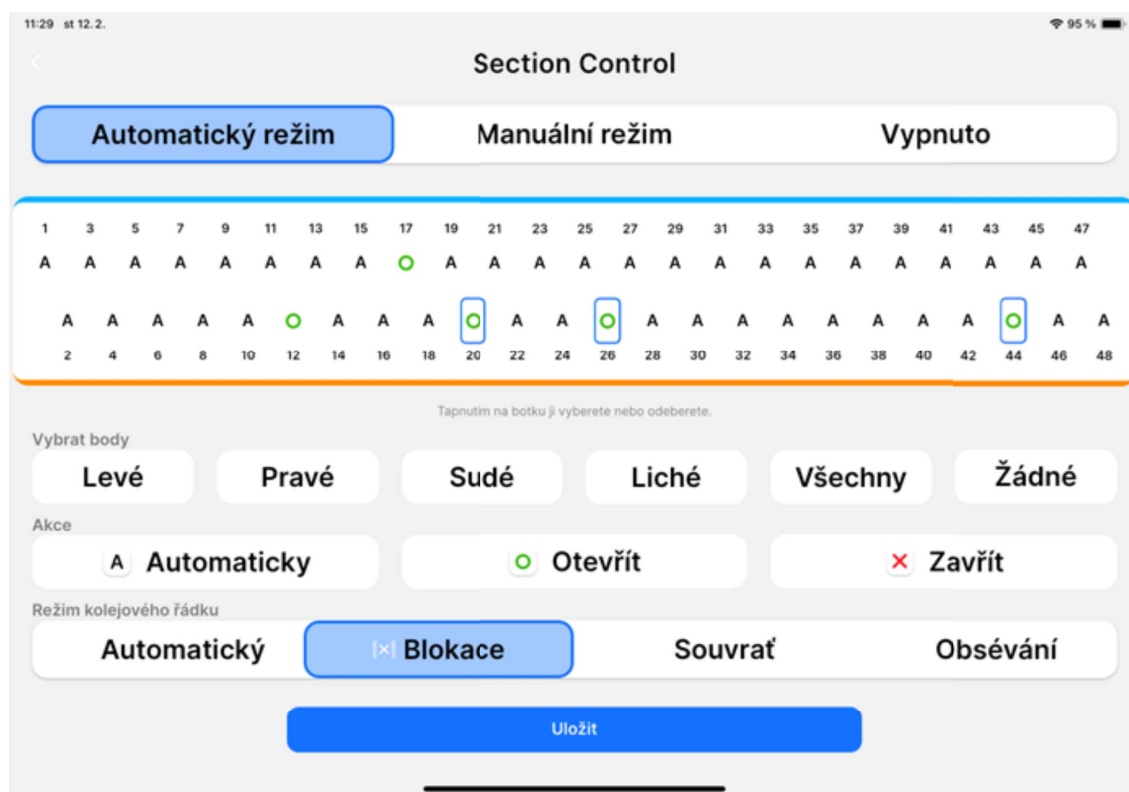 11:29 st 12. 2. 95 %
Section Control
Automatický režim Manuální režim Vypnuto
1 3 5 7 9 11 13 15 17 19 21 23 25 27 29 31 33 35 37 39 41 43 45 47
A A A A A A A A A A A A A A A A A A A A A A A
A A A A A A A A A A A A A A A A A A A A
2 4 6 8 10 12 14 16 18 20 22 24 26 28 30 32 34 36 38 40 42 44 46 48
Tapnutím na botku ji vyberete nebo odeberete.
Vybrat body
Levé Pravé Sudé Liché Všechny Žádné
Akce
A Automaticky Otevřít Zavřít
Režim kolejového řádku
Automatický Blokace Souvrať Obsévání
Uložit